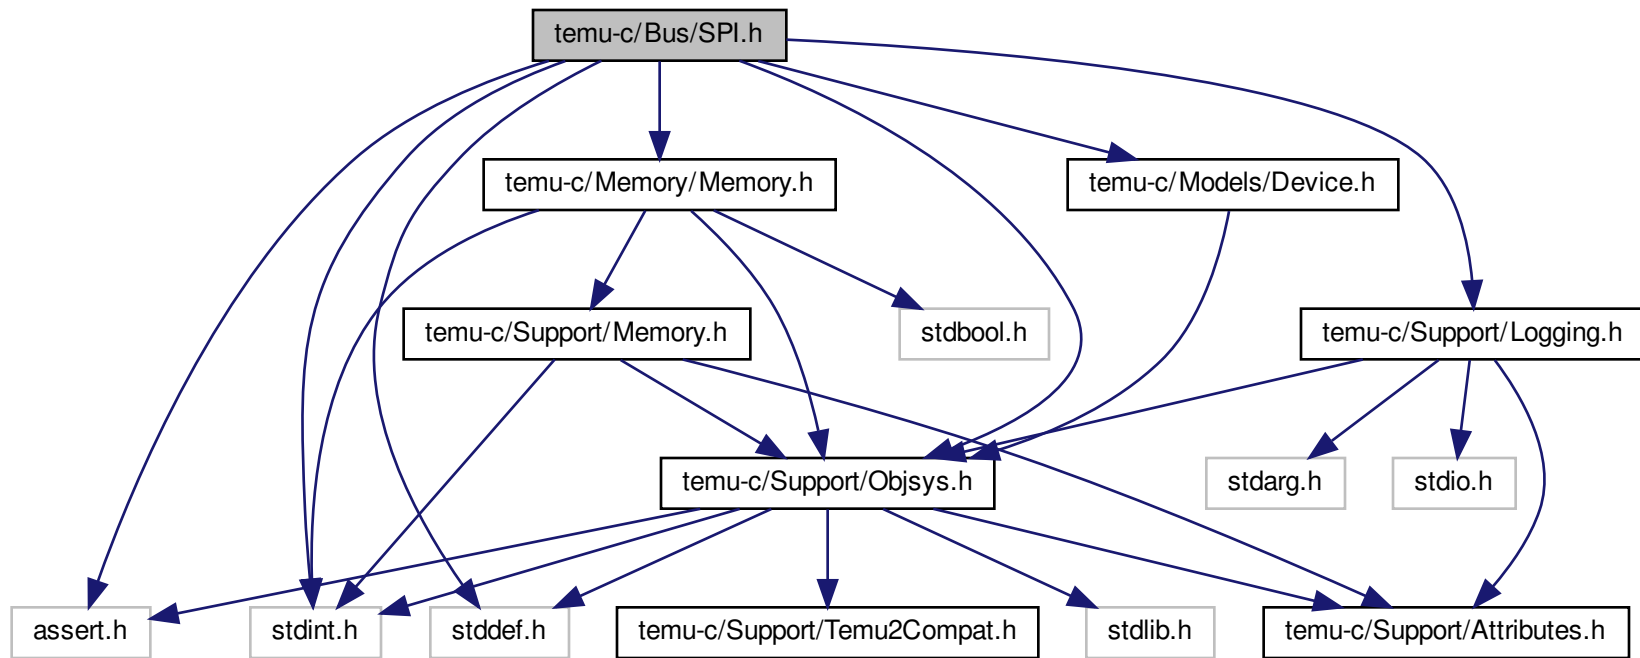 temu-c/Bus/SPI.h
temu-c/Memory/Memory.h
temu-c/Models/Device.h
temu-c/Support/Memory.h
stdbool.h
temu-c/Support/Logging.h
temu-c/Support/Objsys.h
stdarg.h
stdio.h
assert.h
stdint.h
stddef.h
temu-c/Support/Temu2Compat.h
stdlib.h
temu-c/Support/Attributes.h